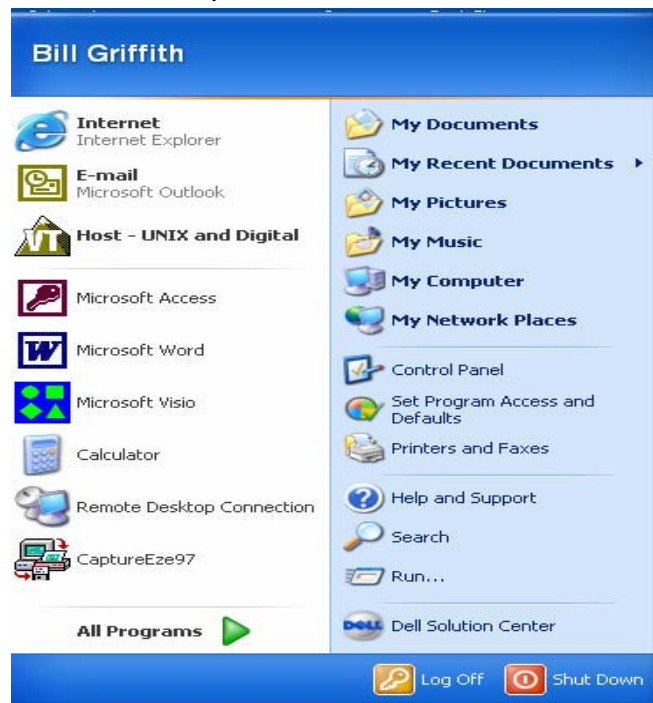 Bill Griffith
Internet
Internet Explorer
E-mail
Microsoft Outlook
Host - UNIX and Digital
Microsoft Access
Microsoft Word
Microsoft Visio
Calculator
Remote Desktop Connection
CaptureEze97
All Programs
My Documents
My Recent Documents
My Pictures
My Music
My Computer
My Network Places
Control Panel
Set Program Access and
Defaults
Printers and Faxes
Help and Support
Search
Run...
DELL
Dell Solution Center
Log Off
Shut Down